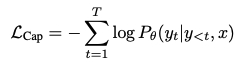 $\mathcal{L}_{\text{Cap}} = -\sum_{t=1}^{T} \log P_{\theta}(y_t | y_{<t}, x)$